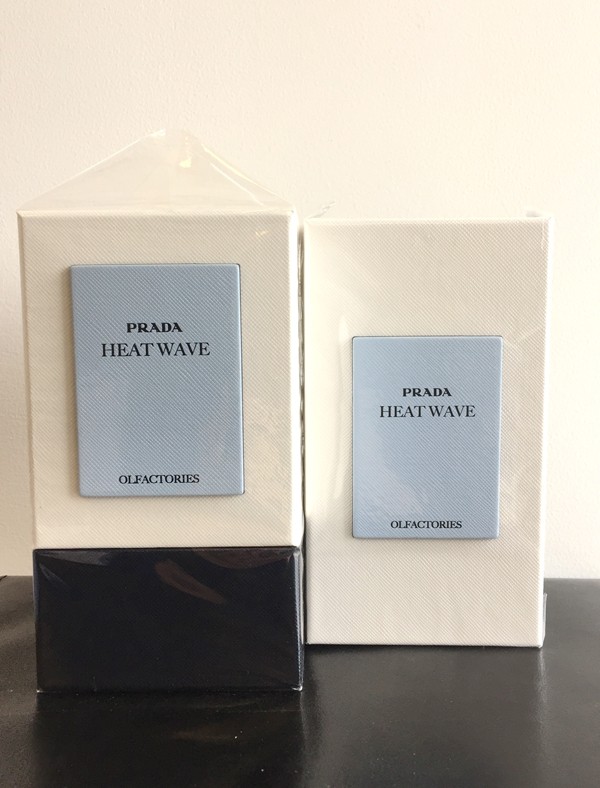 PRADA
HEAT WAVE
OLFACTORIES
PRADA
HEAT WAVE
OLFACTORIES